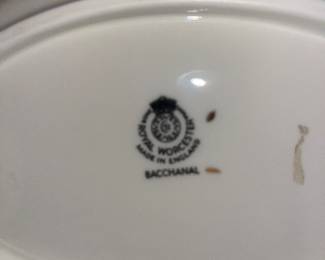 ROYAL WORCESTER
MADE IN ENGLAND
BACCHANAL